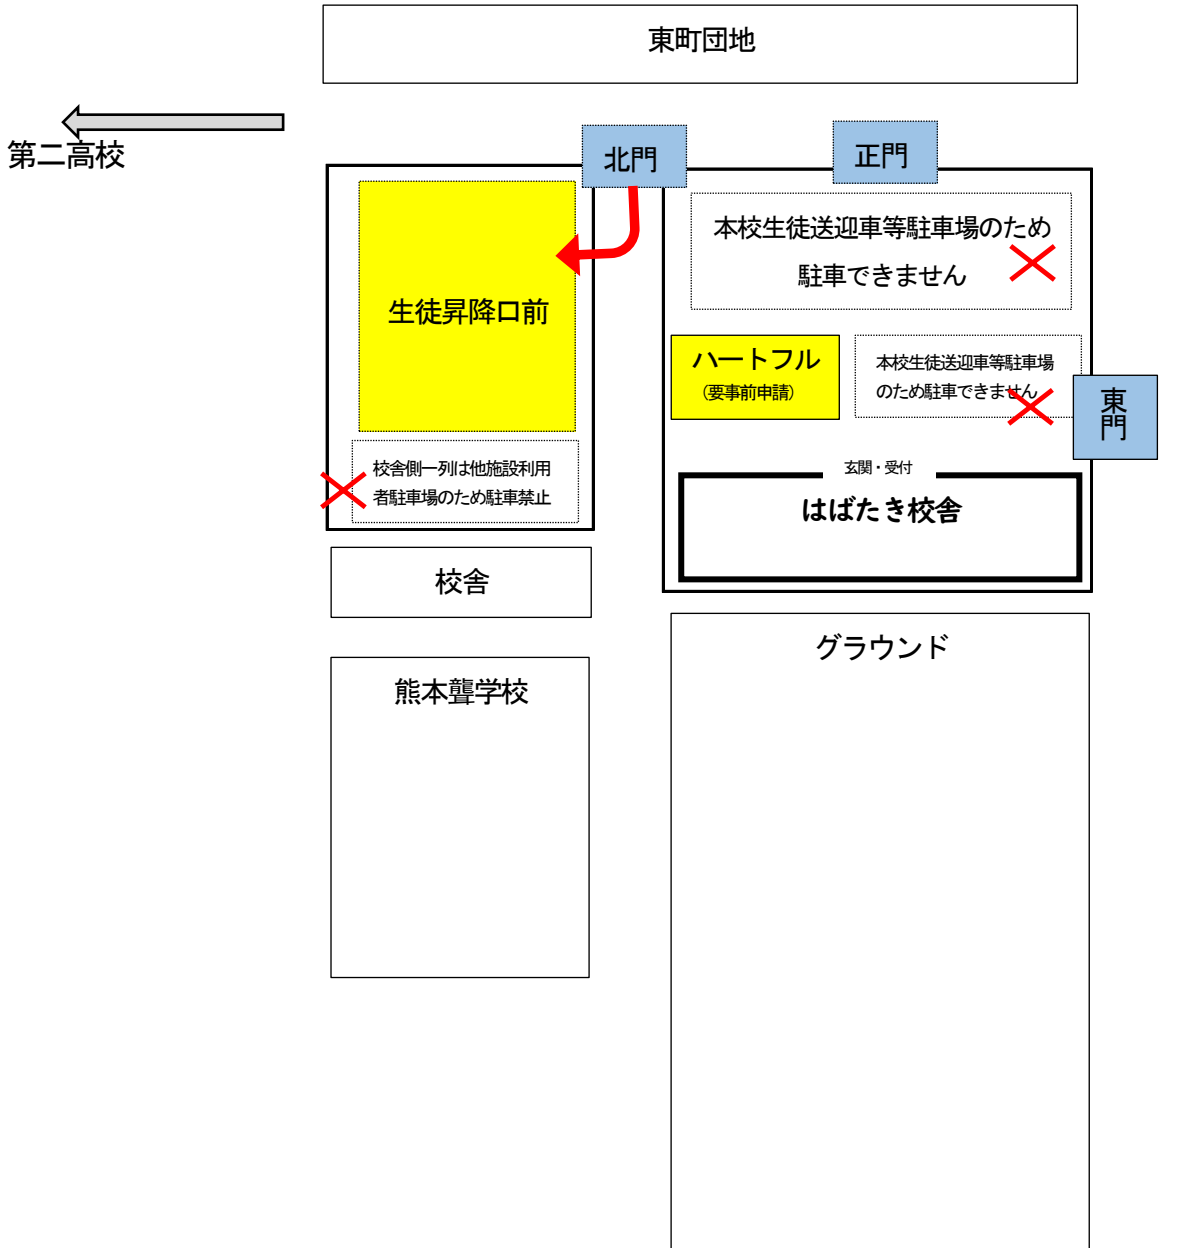 東町団地
第二高校
北門
正門
本校生徒送迎車等駐車場のため
駐車できません
生徒昇降口前
ハートフル
（要事前申請）
本校生徒送迎車等駐車場
のため駐車できません
東門
校舎側一列は他施設利用
者駐車場のため駐車禁止
玄関・受付
はばたき校舎
校舎
グラウンド
熊本聾学校